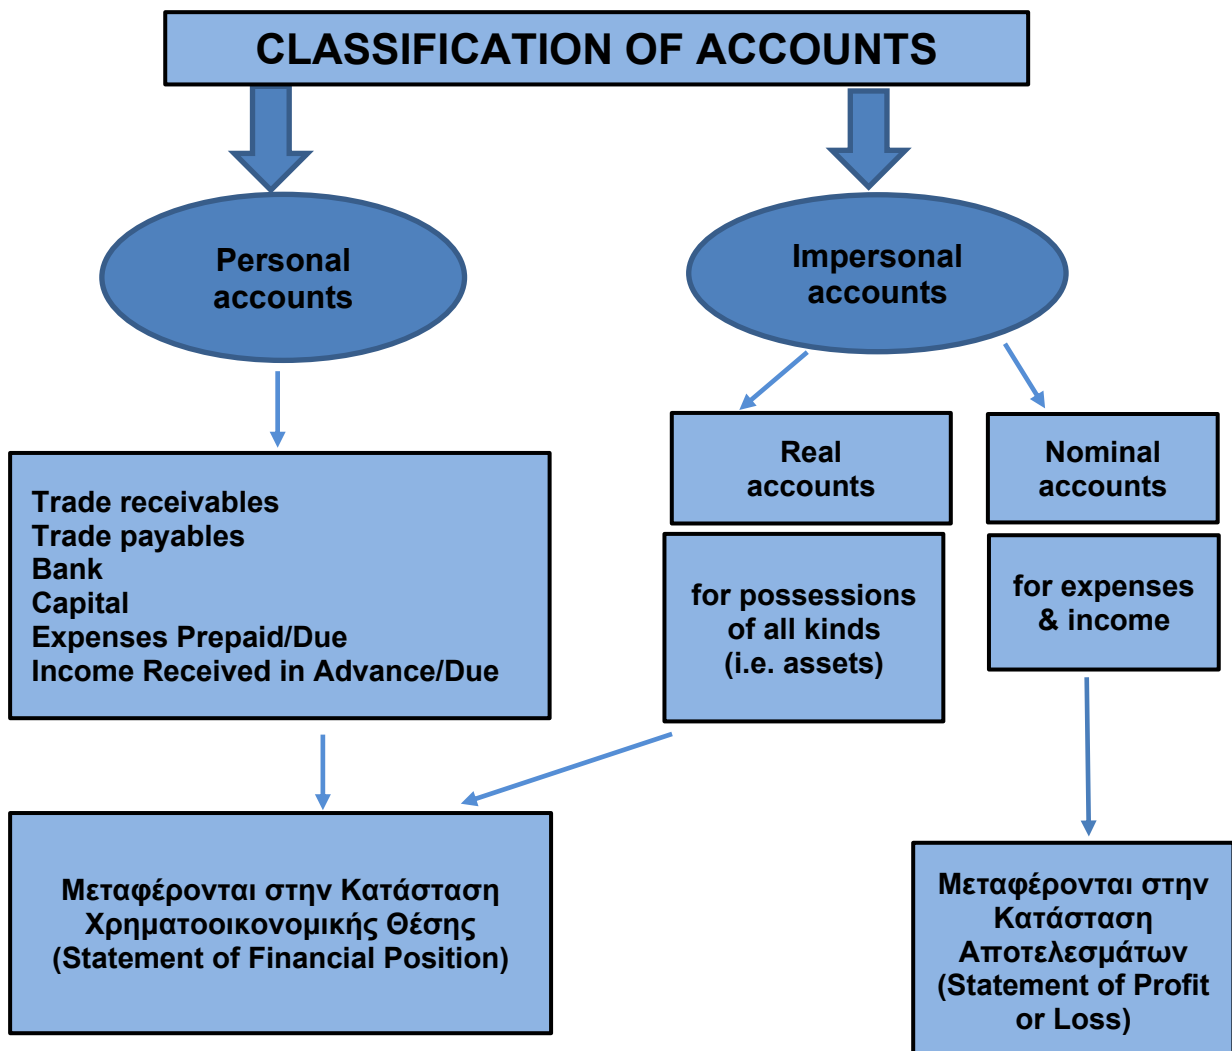 CLASSIFICATION OF ACCOUNTS
Personal
accounts
Impersonal
accounts
Trade receivables
Trade payables
Bank
Capital
Expenses Prepaid/Due
Income Received in Advance/Due
Real
accounts
Nominal
accounts
for possessions
of all kinds
(i.e. assets)
for expenses
& income
Μεταφέρονται στην Κατάσταση
Χρηματοοικονομικής Θέσης
(Statement of Financial Position)
Μεταφέρονται στην
Κατάσταση
Αποτελεσμάτων
(Statement of Profit
or Loss)